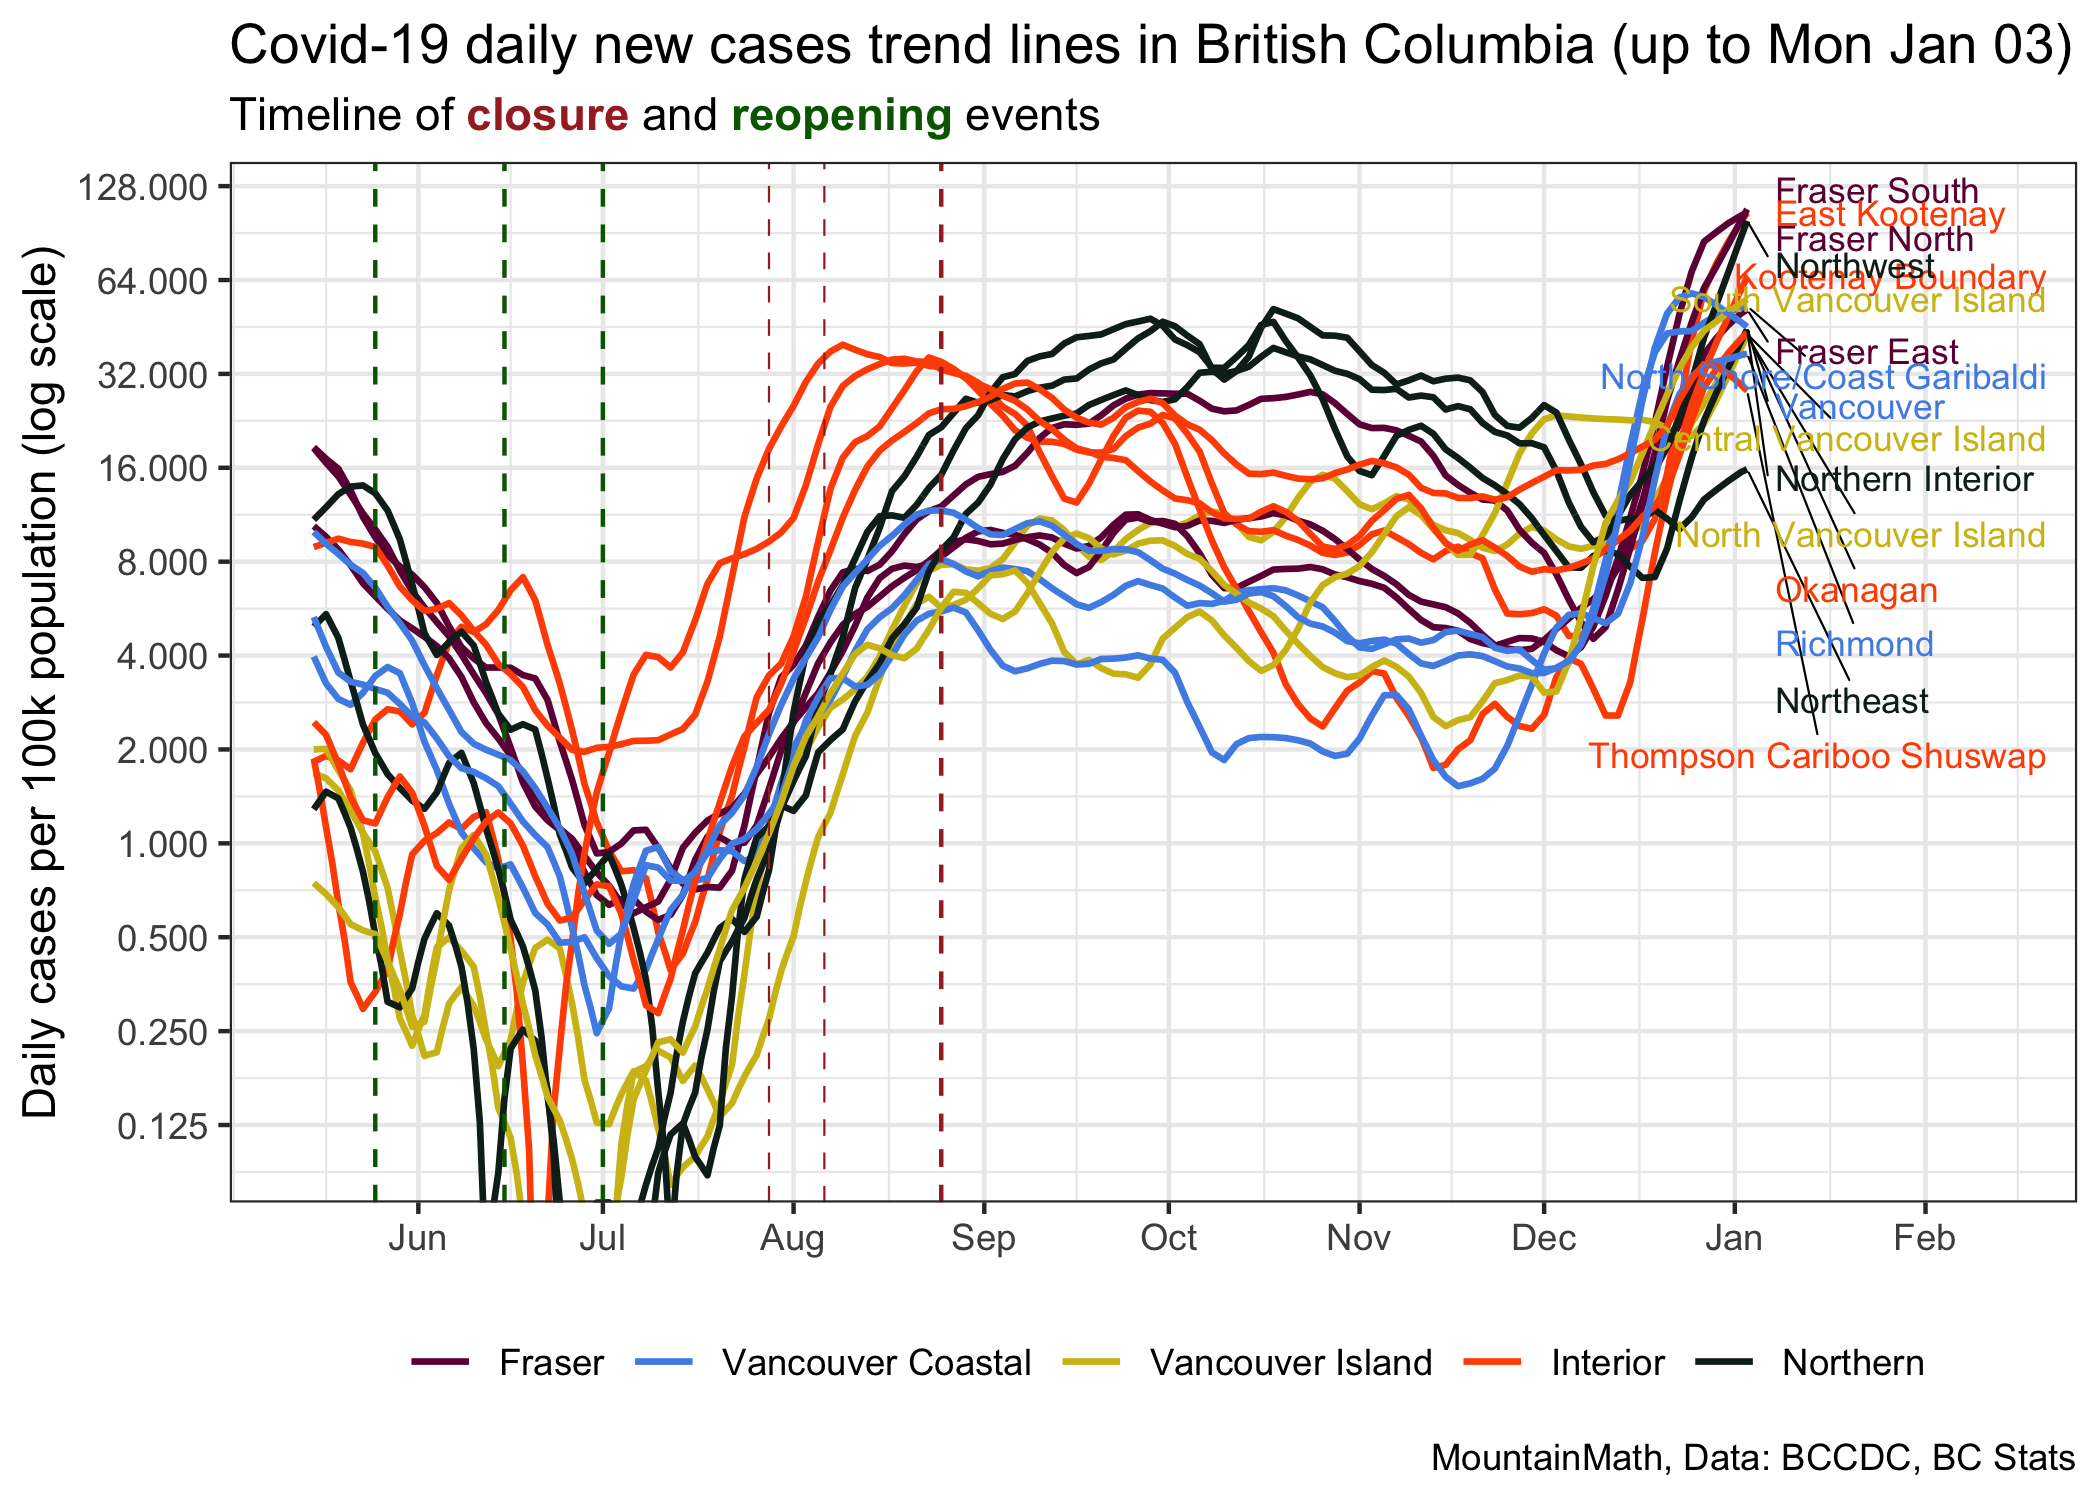 Covid-19 daily new cases trend lines in British Columbia (up to Mon Jan 03)
Timeline of closure and reopening events
Daily cases per 100k population (log scale)
128.000
64.000
32.000
16.000
8.000
4.000
2.000
1.000
0.500
0.250
0.125
Fraser South
East Kootenay
Fraser North
Northwest
Kootenay Boundary
South Vancouver Island
Fraser East
North Shore/Coast Garibaldi
Vancouver
Central Vancouver Island
Northern Interior
North Vancouver Island
Okanagan
Richmond
Northeast
Thompson Cariboo Shuswap
Jun Jul Aug Sep Oct Nov Dec Jan Feb
Fraser Vancouver Coastal Vancouver Island Interior Northern
MountainMath, Data: BCCDC, BC Stats